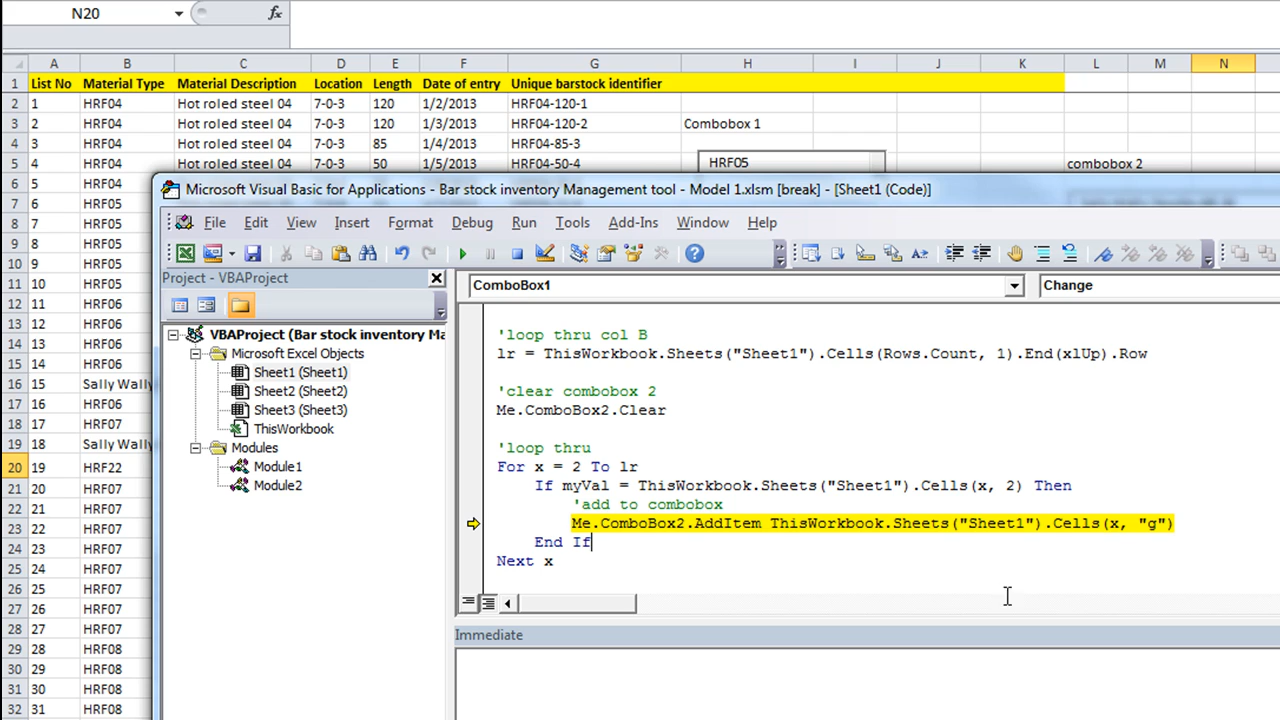 N20 fx
A B C D E F G H I J K L M N
1 List No Material Type Material Description Location Length Date of entry Unique barstock identifier
2 1 HRF04 Hot roled steel 04 7-0-3 120 1/2/2013 HRF04-120-1
3 2 HRF04 Hot roled steel 04 7-0-3 120 1/3/2013 HRF04-120-2 Combobox 1
4 3 HRF04 Hot roled steel 04 7-0-3 85 1/4/2013 HRF04-85-3
5 4 HRF04 Hot roled steel 04 7-0-3 50 1/5/2013 HRF04-50-4 HRF05 combobox 2
6 5 HRF04
7 6 HRF05
8 7 HRF05
9 8 HRF05
10 9 HRF05
11 10 HRF05
12 11 HRF06
13 12 HRF06
14 13 HRF06
15 14 HRF06
16 15 Sally Wally
17 16 HRF06
18 17 HRF07
19 18 Sally Wally
20 19 HRF22
21 20 HRF07
22 21 HRF07
23 22 HRF07
24 23 HRF07
25 24 HRF07
26 25 HRF07
27 26 HRF07
28 27 HRF07
29 28 HRF08
30 29 HRF08
31 30 HRF08
32 31 HRF08
Microsoft Visual Basic for Applications - Bar stock inventory Management tool - Model 1.xlsm [break] - [Sheet1 (Code)]
File Edit View Insert Format Debug Run Tools Add-Ins Window Help
Project - VBAProject
VBAProject (Bar stock inventory Ma
Microsoft Excel Objects
Sheet1 (Sheet1)
Sheet2 (Sheet2)
Sheet3 (Sheet3)
ThisWorkbook
Modules
Module1
Module2
ComboBox1 Change
'loop thru col B
lr = ThisWorkbook.Sheets("Sheet1").Cells(Rows.Count, 1).End(xlUp).Row
'clear combobox 2
Me.ComboBox2.Clear
'loop thru
For x = 2 To lr
If myVal = ThisWorkbook.Sheets("Sheet1").Cells(x, 2) Then
'add to combobox
Me.ComboBox2.AddItem ThisWorkbook.Sheets("Sheet1").Cells(x, "g")
End If
Next x
Immediate